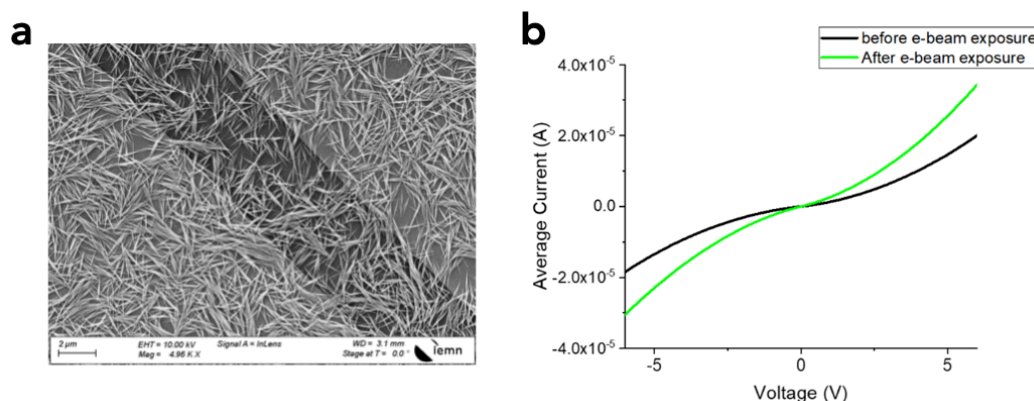 a
b
before e-beam exposure
After e-beam exposure
4.0x10⁻⁵
2.0x10⁻⁵
0.0
-2.0x10⁻⁵
-4.0x10⁻⁵
Average Current (A)
-5
0
5
Voltage (V)
2 µm
EHT = 10.00 kV
Signal A = InLens
WD = 3.1 mm
Mag = 4.96 K X
Stage at T = 0.0 °
iemn